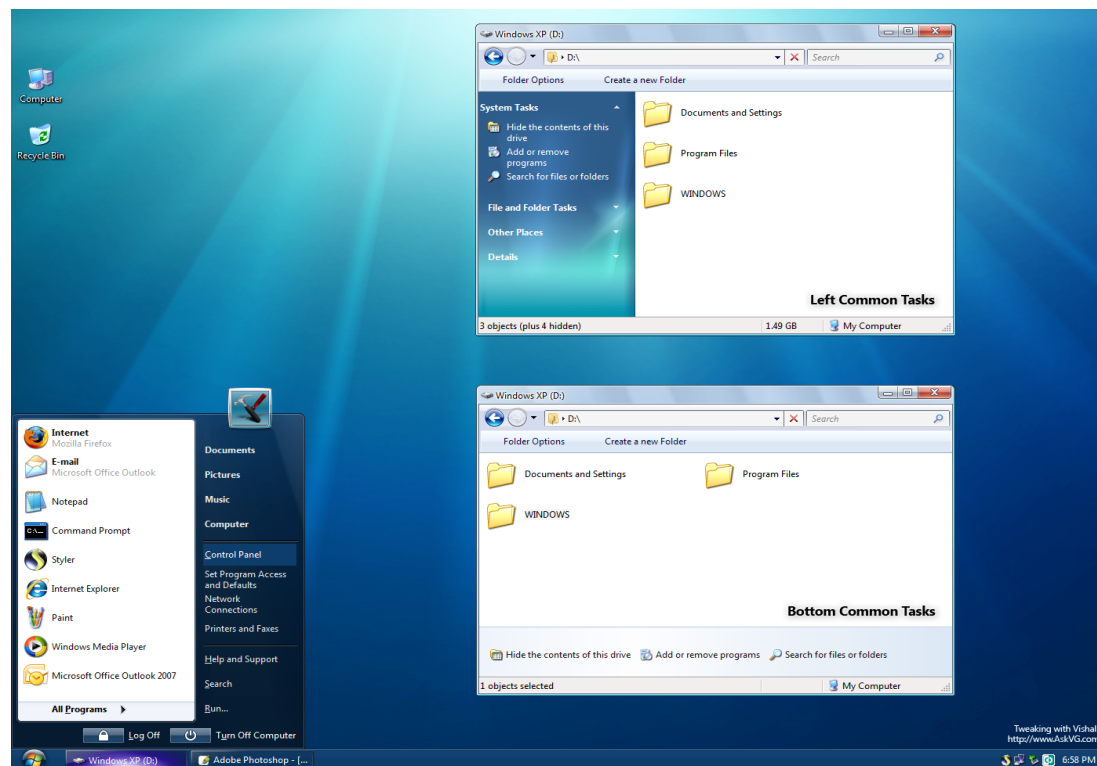 Computer
Recycle Bin
Windows XP (D:)
D:\
Search
Folder Options Create a new Folder
System Tasks
Hide the contents of this
drive
Add or remove
programs
Search for files or folders
File and Folder Tasks
Other Places
Details
Documents and Settings
Program Files
WINDOWS
Left Common Tasks
3 objects (plus 4 hidden) 1.49 GB My Computer
Windows XP (D:)
D:\
Search
Folder Options Create a new Folder
Documents and Settings Program Files
WINDOWS
Bottom Common Tasks
Hide the contents of this drive Add or remove programs Search for files or folders
1 objects selected My Computer
Internet
Mozilla Firefox
E-mail
Microsoft Office Outlook
Notepad
Command Prompt
Styler
Internet Explorer
Paint
Windows Media Player
Microsoft Office Outlook 2007
All Programs
Documents
Pictures
Music
Computer
Control Panel
Set Program Access
and Defaults
Network
Connections
Printers and Faxes
Help and Support
Search
Run...
Log Off Turn Off Computer
Tweaking with Vishal
http://www.AskVG.com
Windows XP (D:) Adobe Photoshop - [... 6:58 PM